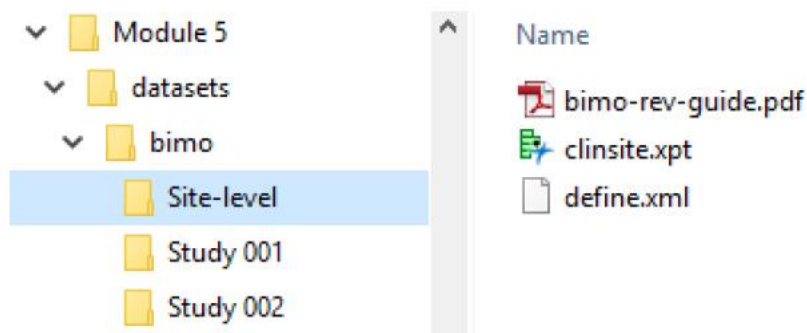 Module 5
datasets
bimo
Site-level
Study 001
Study 002
Name
bimo-rev-guide.pdf
clinsite.xpt
define.xml